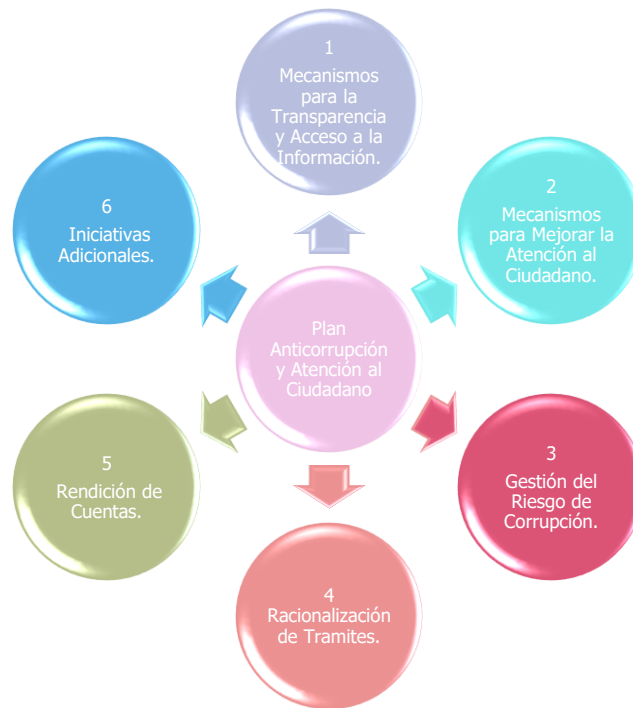 1
Mecanismos
para la
Transparencia
y Acceso a la
Información.
2
Mecanismos
para Mejorar la
Atención al
Ciudadano.
3
Gestión del
Riesgo de
Corrupción.
4
Racionalización
de Tramites.
5
Rendición de
Cuentas.
6
Iniciativas
Adicionales.
Plan
Anticorrupción
y Atención al
Ciudadano